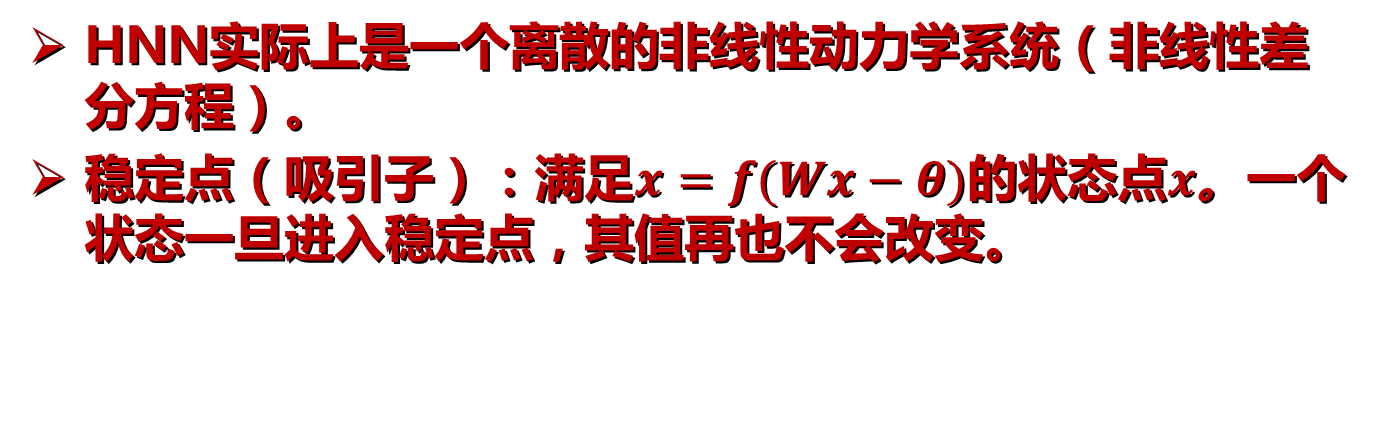 ➢ HNN实际上是一个离散的非线性动力学系统（非线性差
分方程）。
➢ 稳定点（吸引子）：满足x = f(Wx − θ)的状态点x。一个
状态一旦进入稳定点，其值再也不会改变。